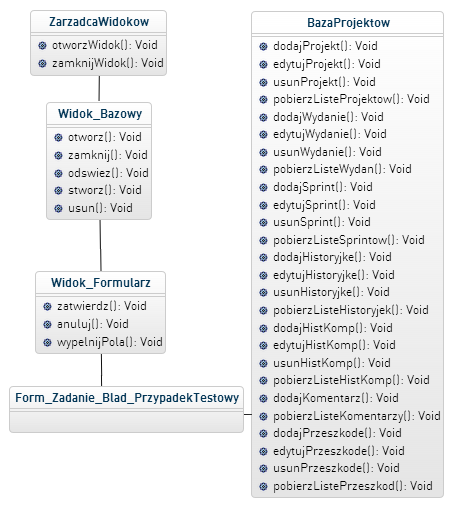 ZarzadcaWidokow
otworzWidok(): Void
zamknijWidok(): Void
Widok_Bazowy
otworz(): Void
zamknij(): Void
odswiez(): Void
stworz(): Void
usun(): Void
Widok_Formularz
zatwierdz(): Void
anuluj(): Void
wypelnijPola(): Void
Form_Zadanie_Blad_PrzypadekTestowy
BazaProjektow
dodajProjekt(): Void
edytujProjekt(): Void
usunProjekt(): Void
pobierzListeProjektow(): Void
dodajWydanie(): Void
edytujWydanie(): Void
usunWydanie(): Void
pobierzListeWydan(): Void
dodajSprint(): Void
edytujSprint(): Void
usunSprint(): Void
pobierzListeSprintow(): Void
dodajHistoryjke(): Void
edytujHistoryjke(): Void
usunHistoryjke(): Void
pobierzListeHistoryjek(): Void
dodajHistKomp(): Void
edytujHistKomp(): Void
usunHistKomp(): Void
pobierzListeHistKomp(): Void
dodajKomentarz(): Void
pobierzListeKomentarzy(): Void
dodajPrzeszkode(): Void
edytujPrzeszkode(): Void
usunPrzeszkode(): Void
pobierzListePrzeszkod(): Void